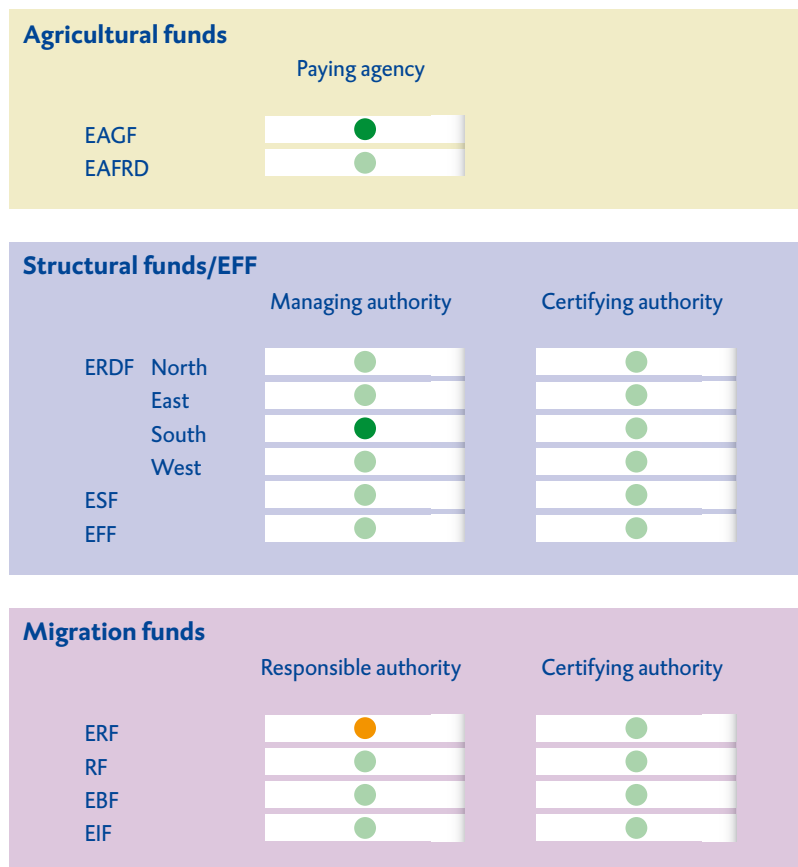 Agricultural funds
Paying agency
EAGF
EAFRD
Structural funds/EFF
Managing authority Certifying authority
ERDF North
East
South
West
ESF
EFF
Migration funds
Responsible authority Certifying authority
ERF
RF
EBF
EIF